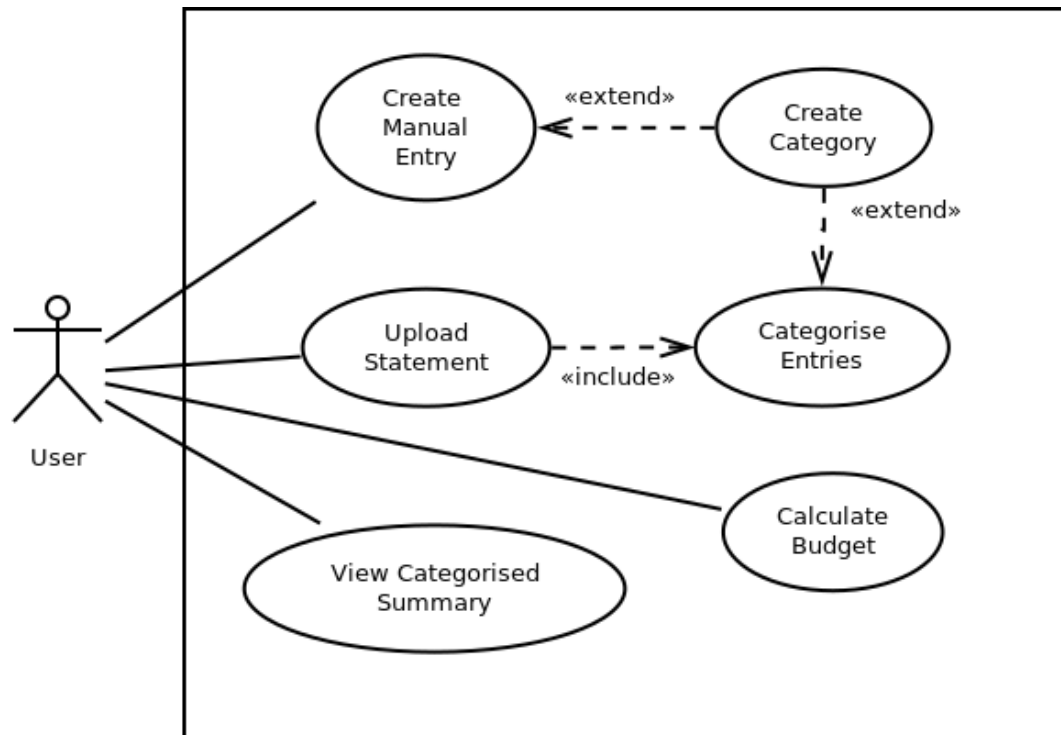 Create
Manual
Entry
«extend»
Create
Category
«extend»
Upload
Statement
«include»
Categorise
Entries
User
Calculate
Budget
View Categorised
Summary